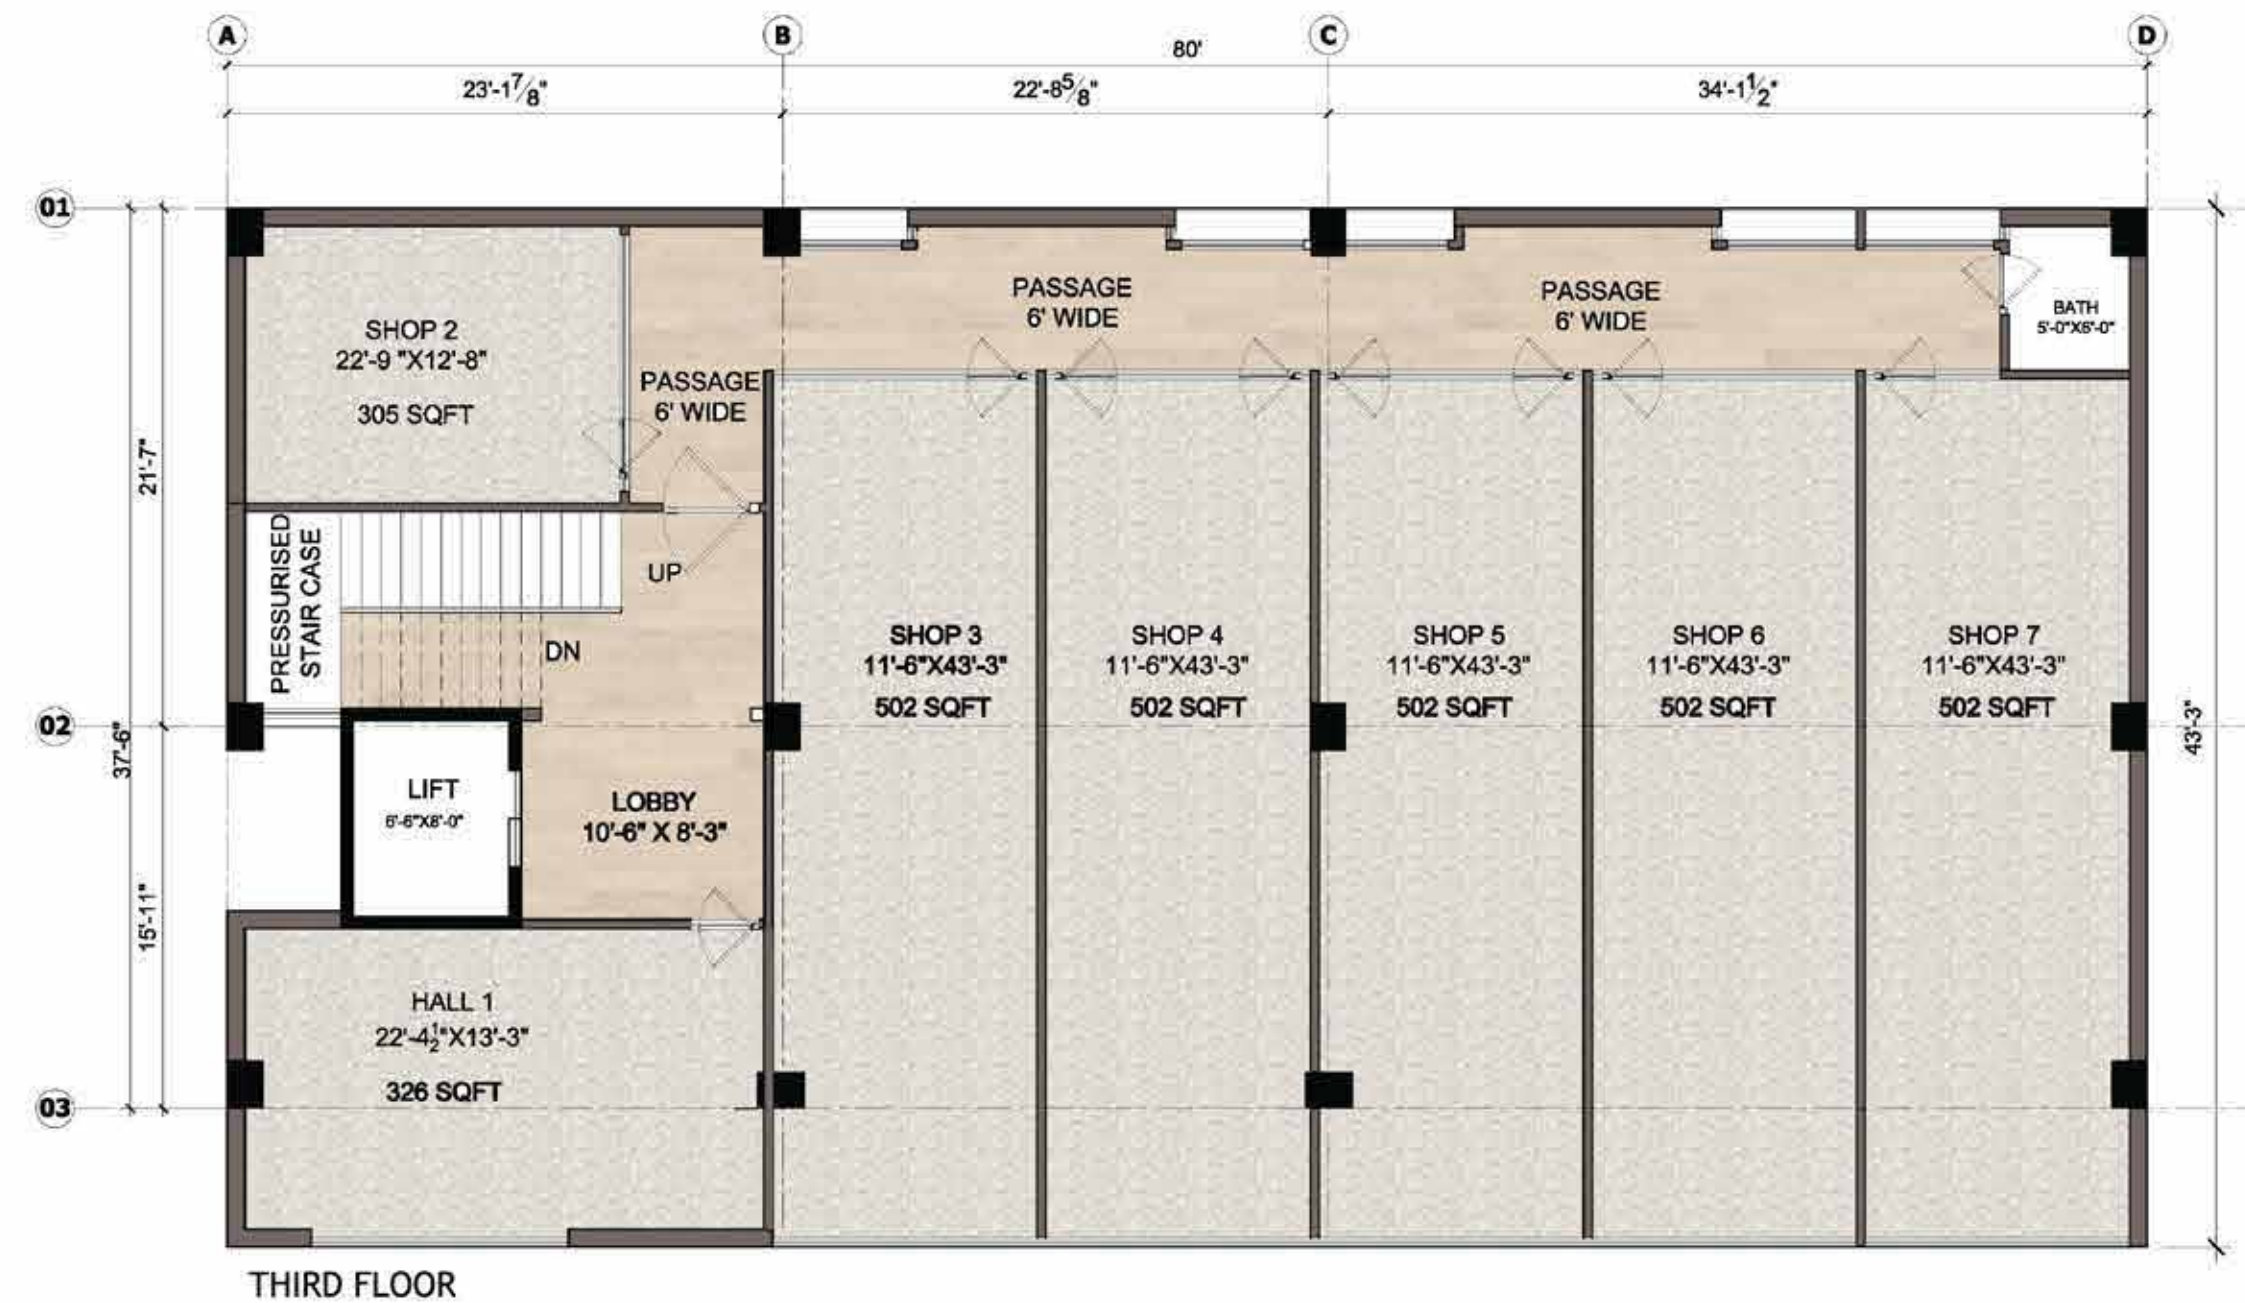 A
B
C
D
80'
23'-1 7/8"
22'-8 5/8"
34'-1 1/2"
01
PASSAGE
6' WIDE
PASSAGE
6' WIDE
BATH
5'-0"X6'-0"
SHOP 2
22'-9 "X12'-8"
305 SQFT
PASSAGE
6' WIDE
21'-7"
PRESSURISED
STAIR CASE
UP
DN
SHOP 3
11'-6"X43'-3"
502 SQFT
SHOP 4
11'-6"X43'-3"
502 SQFT
SHOP 5
11'-6"X43'-3"
502 SQFT
SHOP 6
11'-6"X43'-3"
502 SQFT
SHOP 7
11'-6"X43'-3"
502 SQFT
02
37'-6"
43'-3"
LIFT
6'-6"X8'-0"
LOBBY
10'-6" X 8'-3"
15'-11"
HALL 1
22'-4 1/2"X13'-3"
326 SQFT
03
THIRD FLOOR